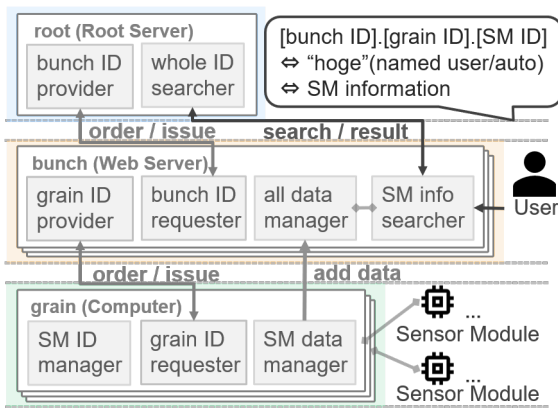 root (Root Server)
bunch ID
provider
whole ID
searcher
[bunch ID].[grain ID].[SM ID]
⇔ “hoge”(named user/auto)
⇔ SM information
order / issue
search / result
bunch (Web Server)
grain ID
provider
bunch ID
requester
all data
manager
SM info
searcher
User
order / issue
add data
grain (Computer)
SM ID
manager
grain ID
requester
SM data
manager
...
Sensor Module
...
Sensor Module